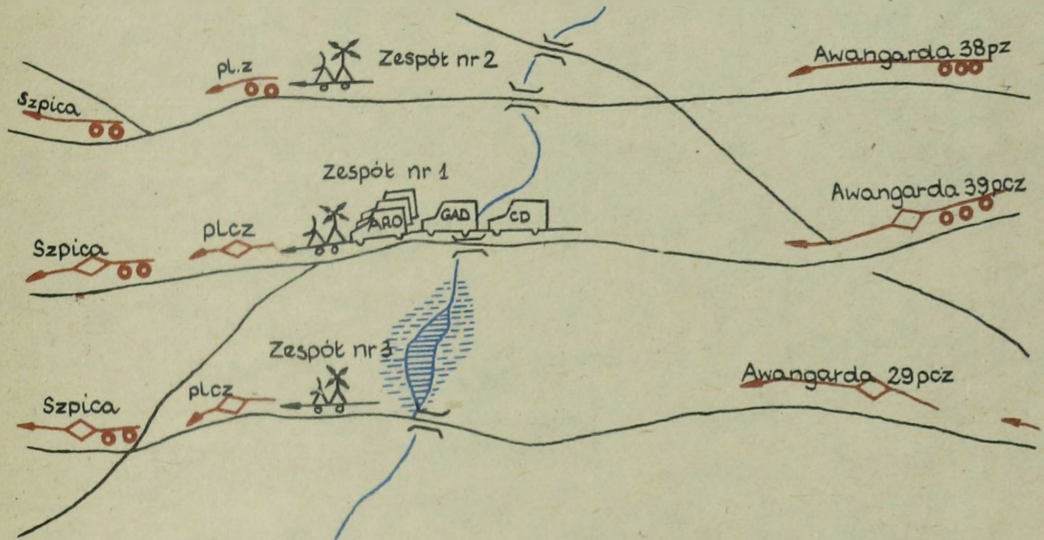 pl.z
Zespół nr 2
Awangarda 38pz
Szpica
Zespół nr 1
ARO
GAD
CD
Awangarda 39pcz
Szpica
plcz
Zespół nr 3
Awangarda 29pcz
Szpica
plcz